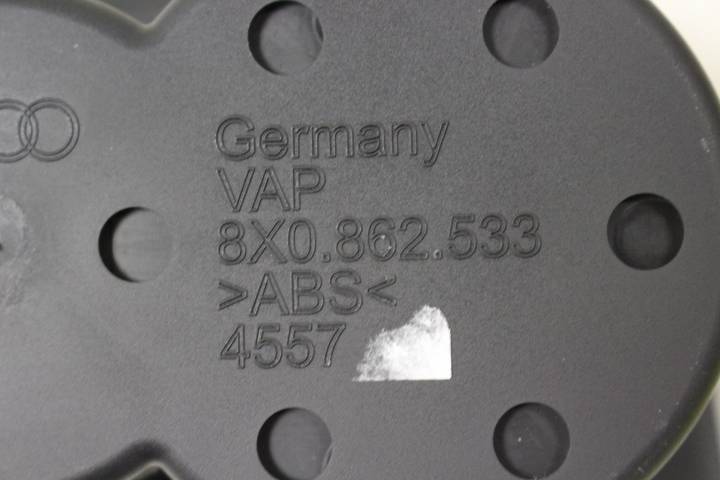 Germany
VAP
8X0.862.533
>ABS<
4557